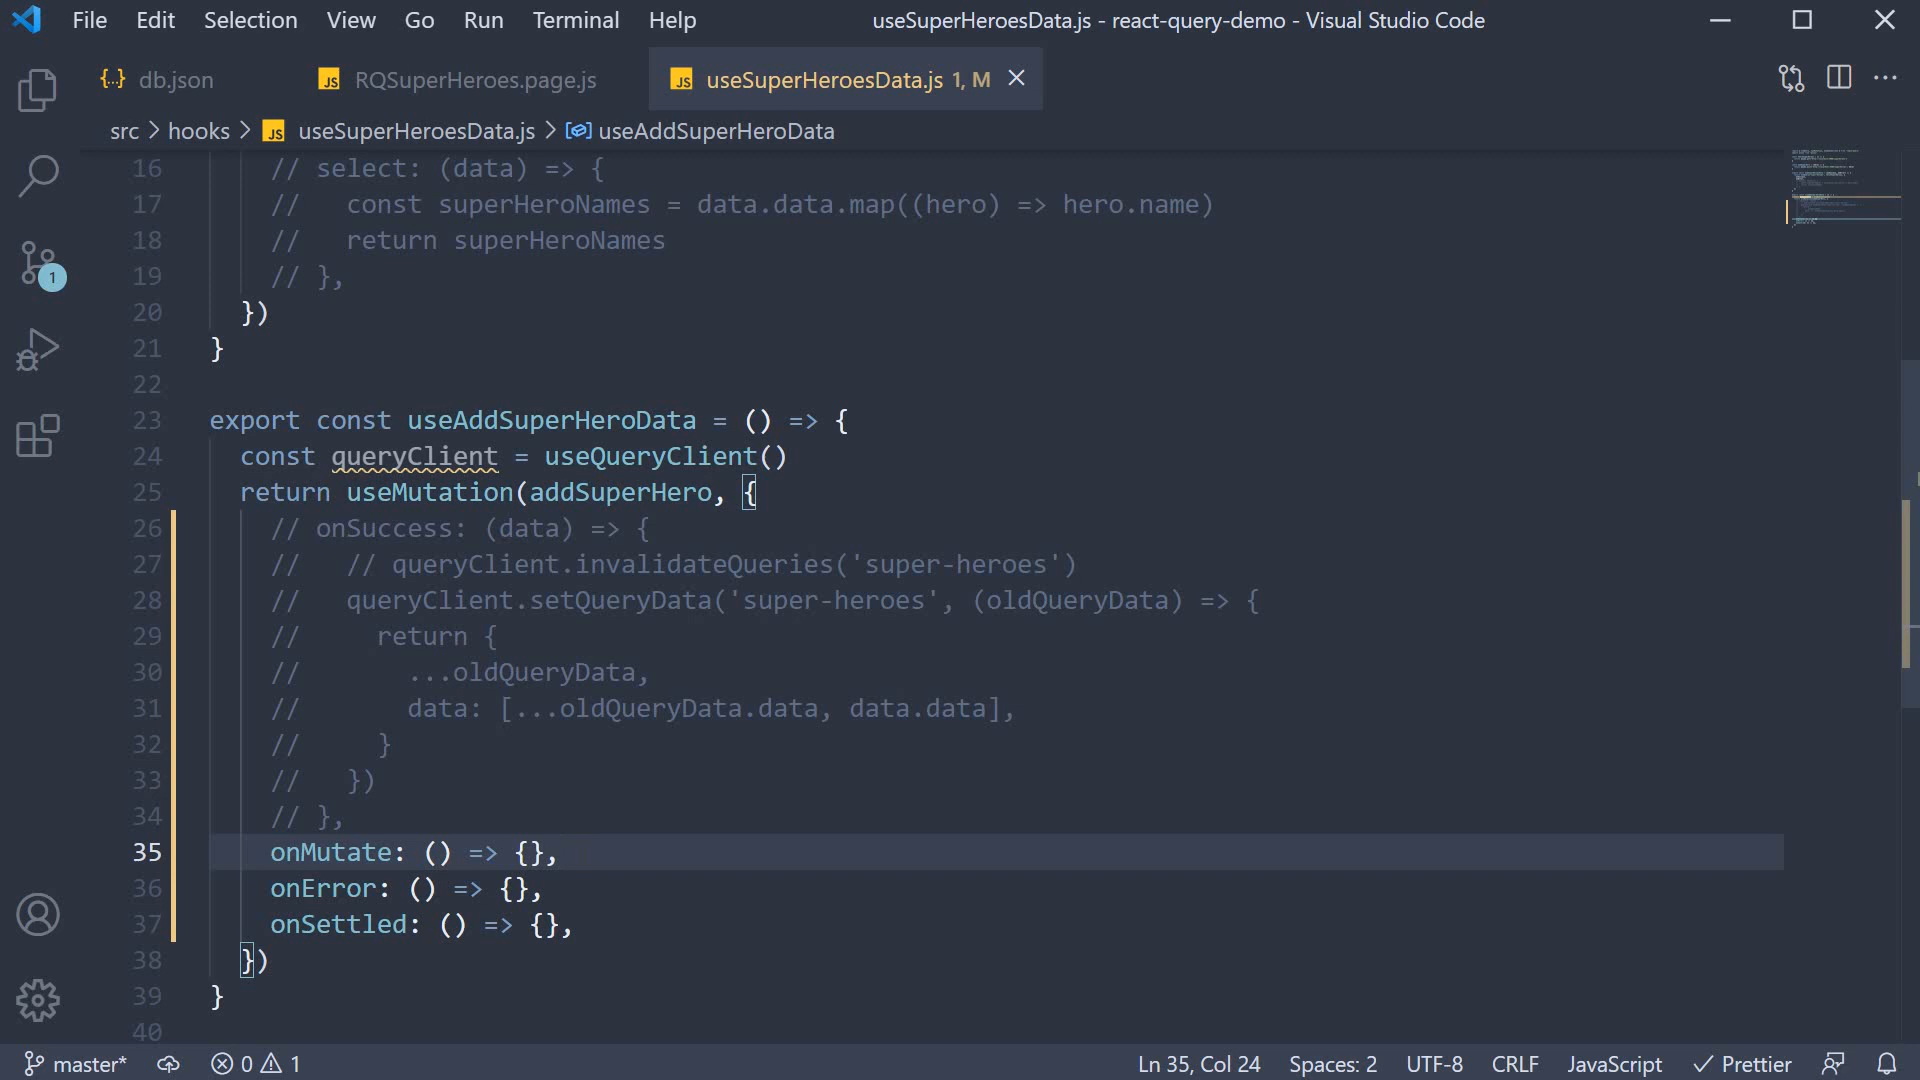 File Edit Selection View Go Run Terminal Help useSuperHeroesData.js - react-query-demo - Visual Studio Code
{..} db.json JS RQSuperHeroes.page.js JS useSuperHeroesData.js 1, M
src > hooks > JS useSuperHeroesData.js > useAddSuperHeroData
16 // select: (data) => {
17 //   const superHeroNames = data.data.map((hero) => hero.name)
18 //   return superHeroNames
19 // },
20 })
21 }
22
23 export const useAddSuperHeroData = () => {
24 const queryClient = useQueryClient()
25 return useMutation(addSuperHero, {
26 // onSuccess: (data) => {
27 //   // queryClient.invalidateQueries('super-heroes')
28 //   queryClient.setQueryData('super-heroes', (oldQueryData) => {
29 //     return {
30 //       ...oldQueryData,
31 //       data: [...oldQueryData.data, data.data],
32 //     }
33 //   })
34 // },
35 onMutate: () => {},
36 onError: () => {},
37 onSettled: () => {},
38 })
39 }
40
1
master* 0 1 Ln 35, Col 24 Spaces: 2 UTF-8 CRLF JavaScript Prettier